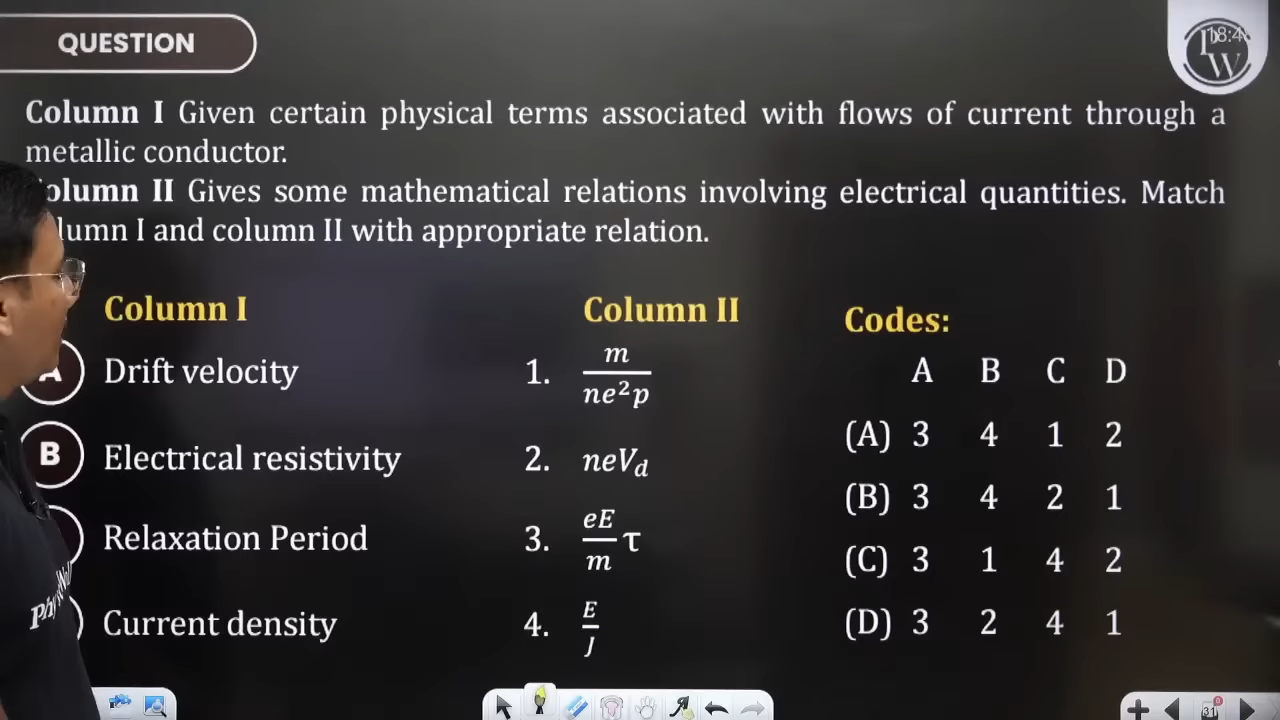 QUESTION
18:4
Column I Given certain physical terms associated with flows of current through a
metallic conductor.
olumn II Gives some mathematical relations involving electrical quantities. Match
lumn I and column II with appropriate relation.
Column I Column II Codes:
A Drift velocity 1. m/ne²p A B C D
(A) 3 4 1 2
B Electrical resistivity 2. neV_d
(B) 3 4 2 1
Relaxation Period 3. eE/m τ
(C) 3 1 4 2
Current density 4. E/J
(D) 3 2 4 1
31